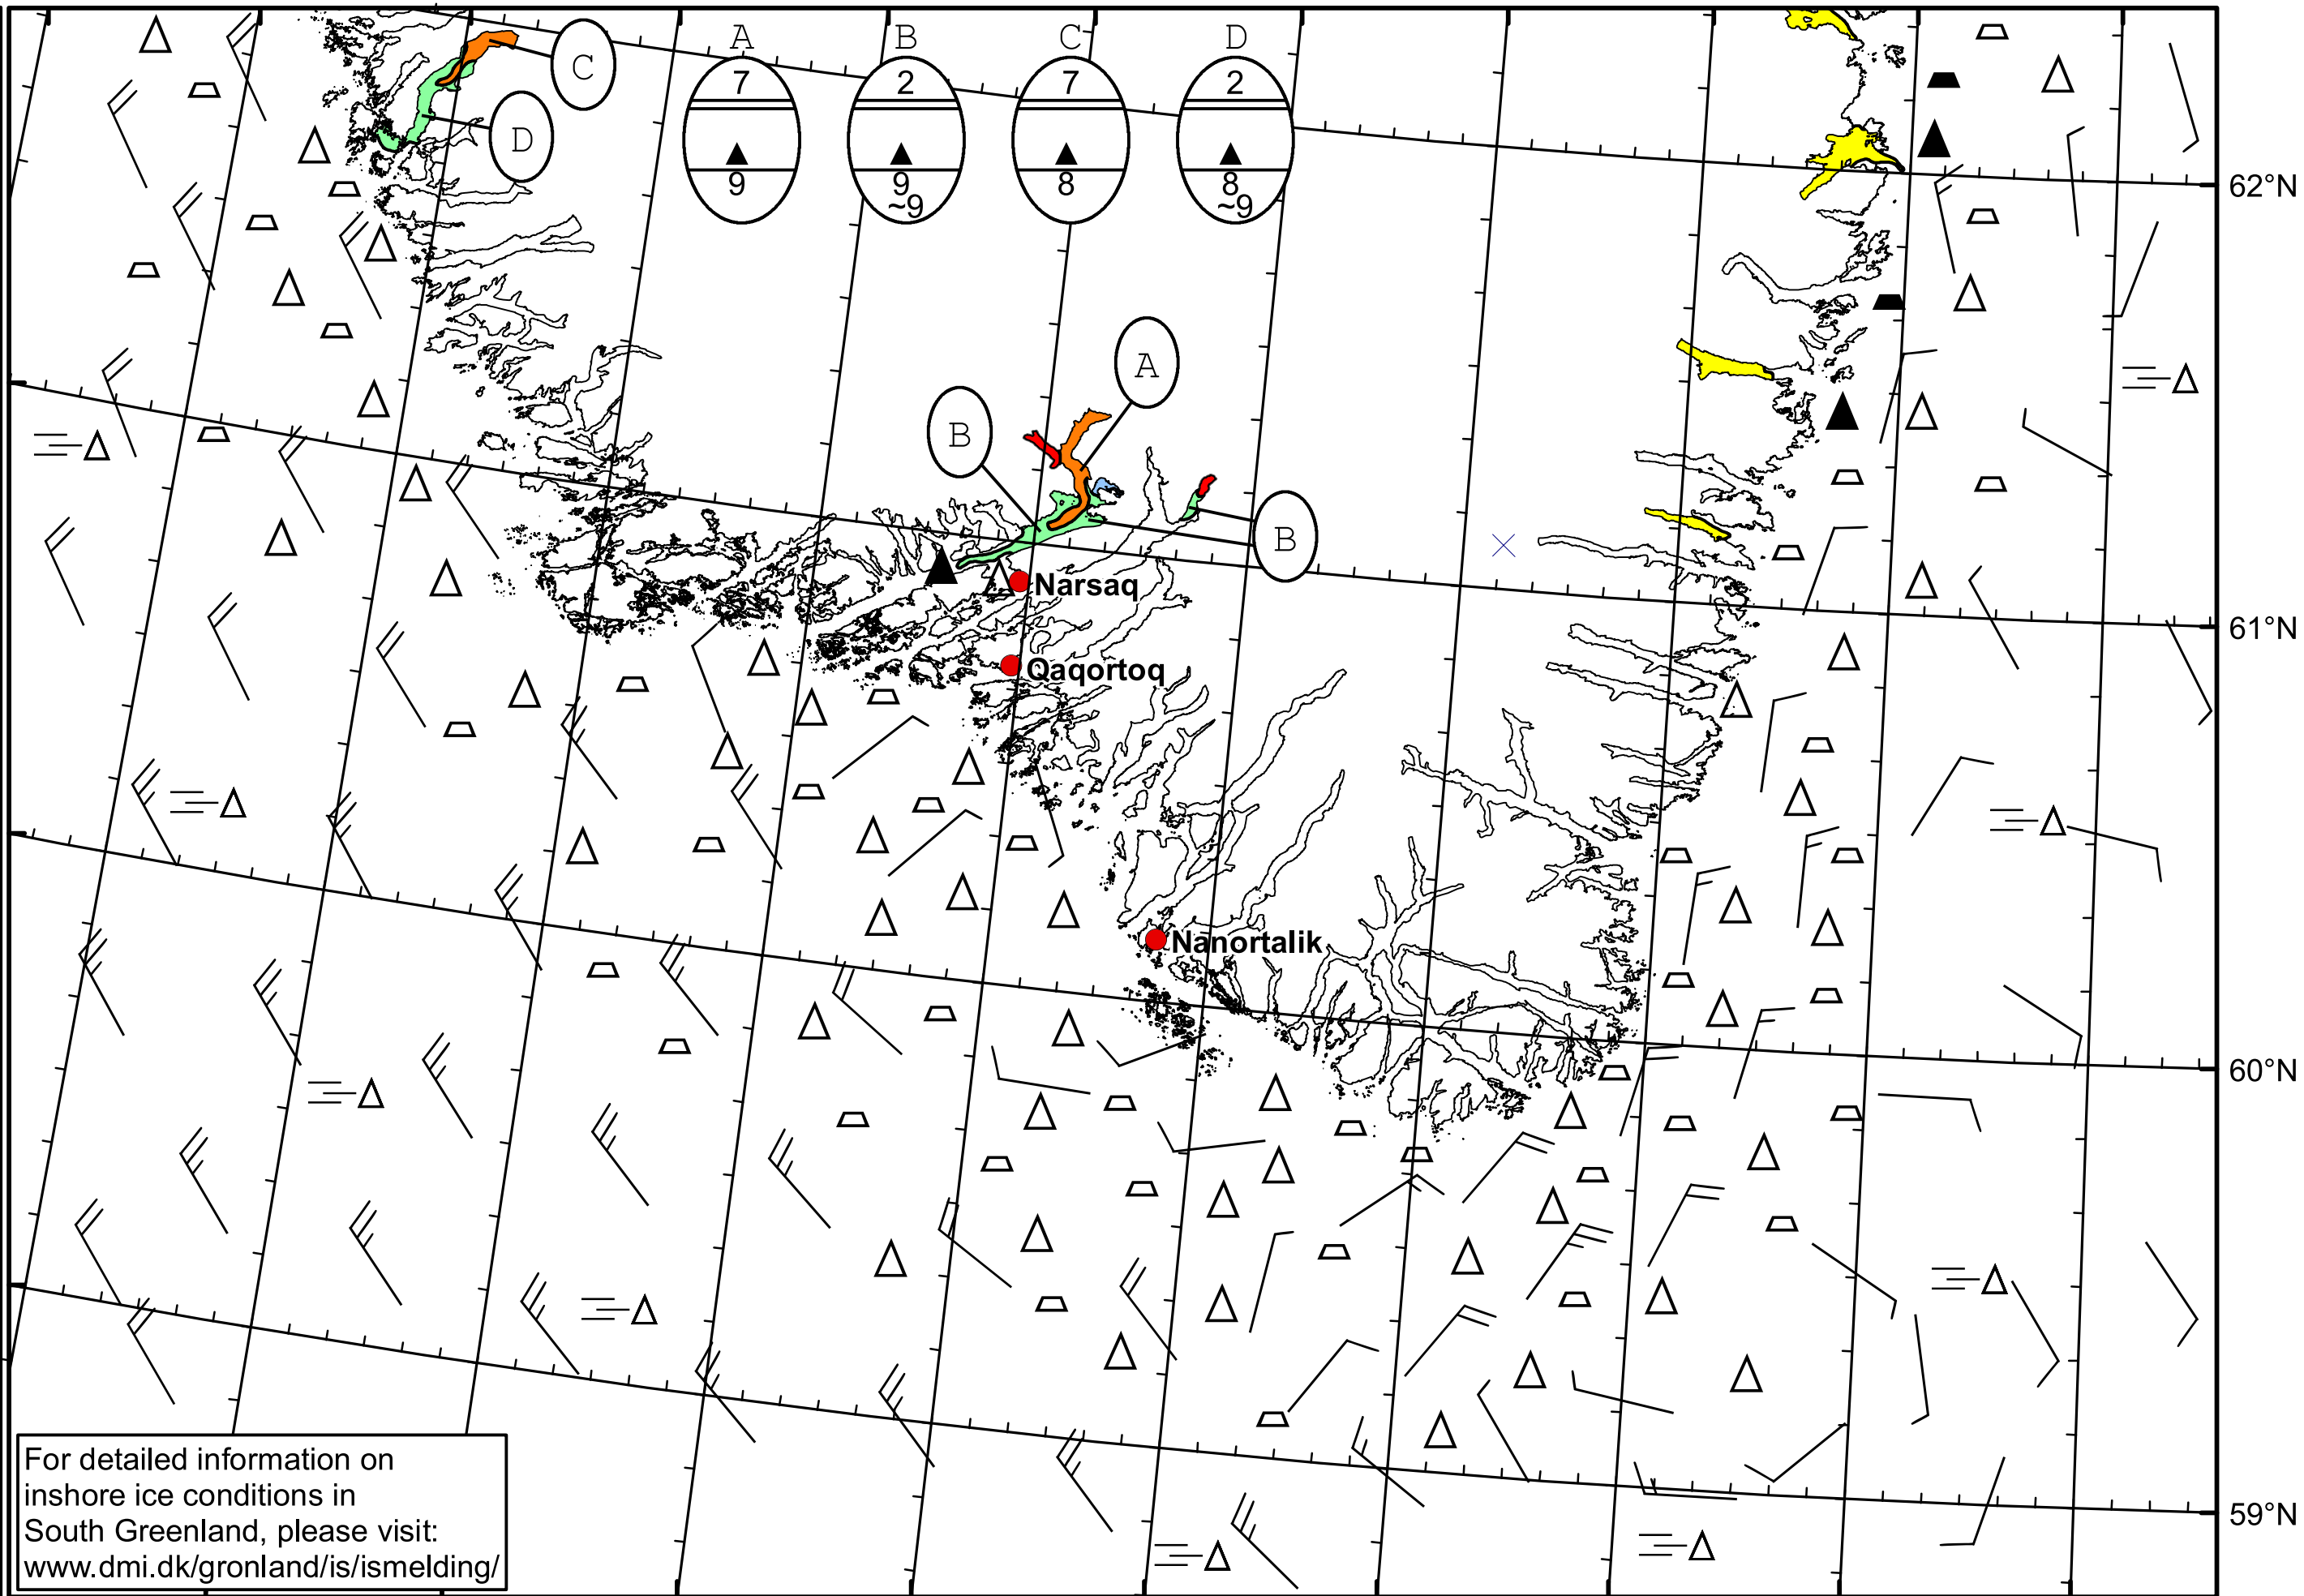 A B C D
7 2 7 2
9 9 8 8
~9 ~9
C
D
62°N
A
B
B
Narsaq
61°N
Qaqortoq
Nanortalik
60°N
For detailed information on
inshore ice conditions in
South Greenland, please visit:
www.dmi.dk/gronland/is/ismelding/
59°N